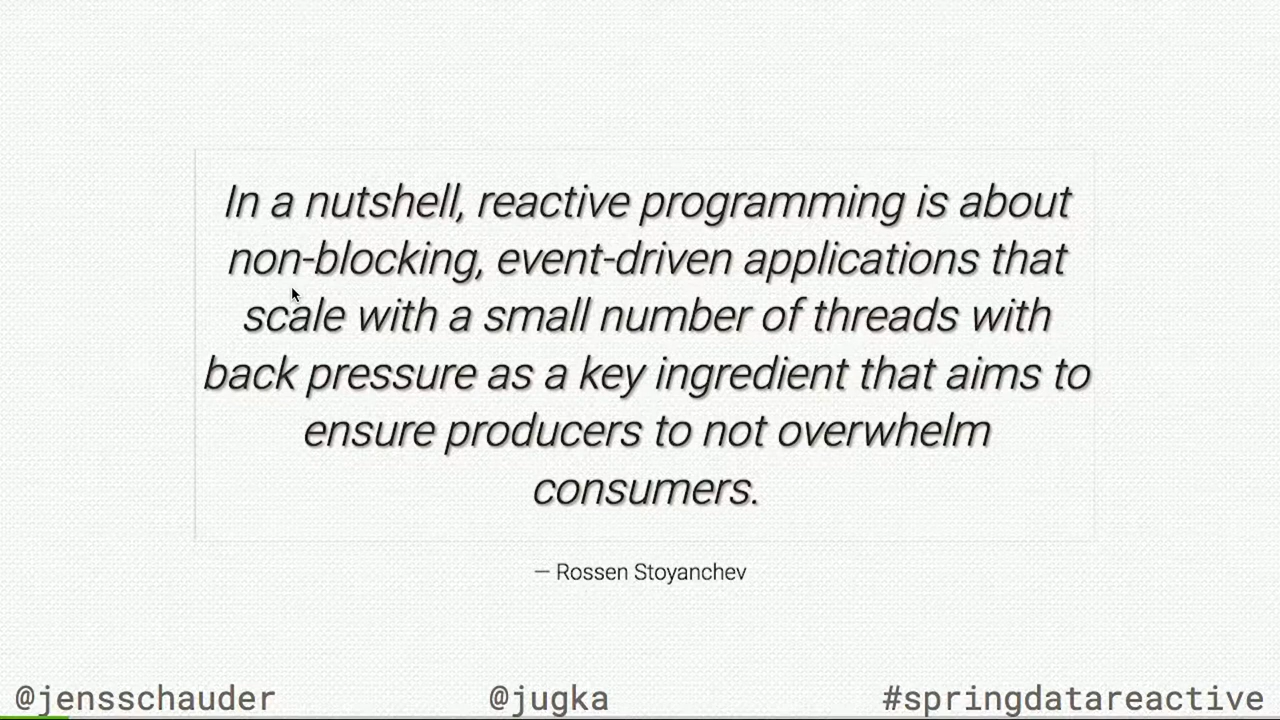 In a nutshell, reactive programming is about
non-blocking, event-driven applications that
scale with a small number of threads with
back pressure as a key ingredient that aims to
ensure producers to not overwhelm
consumers.
— Rossen Stoyanchev
@jensschauder @jugka #springdatareactive